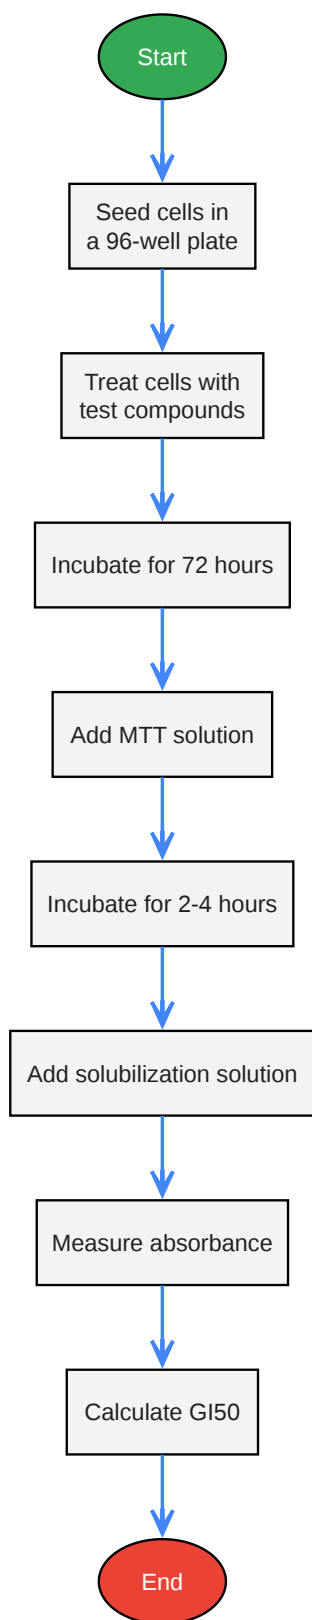 Start
Seed cells in
a 96-well plate
Treat cells with
test compounds
Incubate for 72 hours
Add MTT solution
Incubate for 2-4 hours
Add solubilization solution
Measure absorbance
Calculate GI50
End